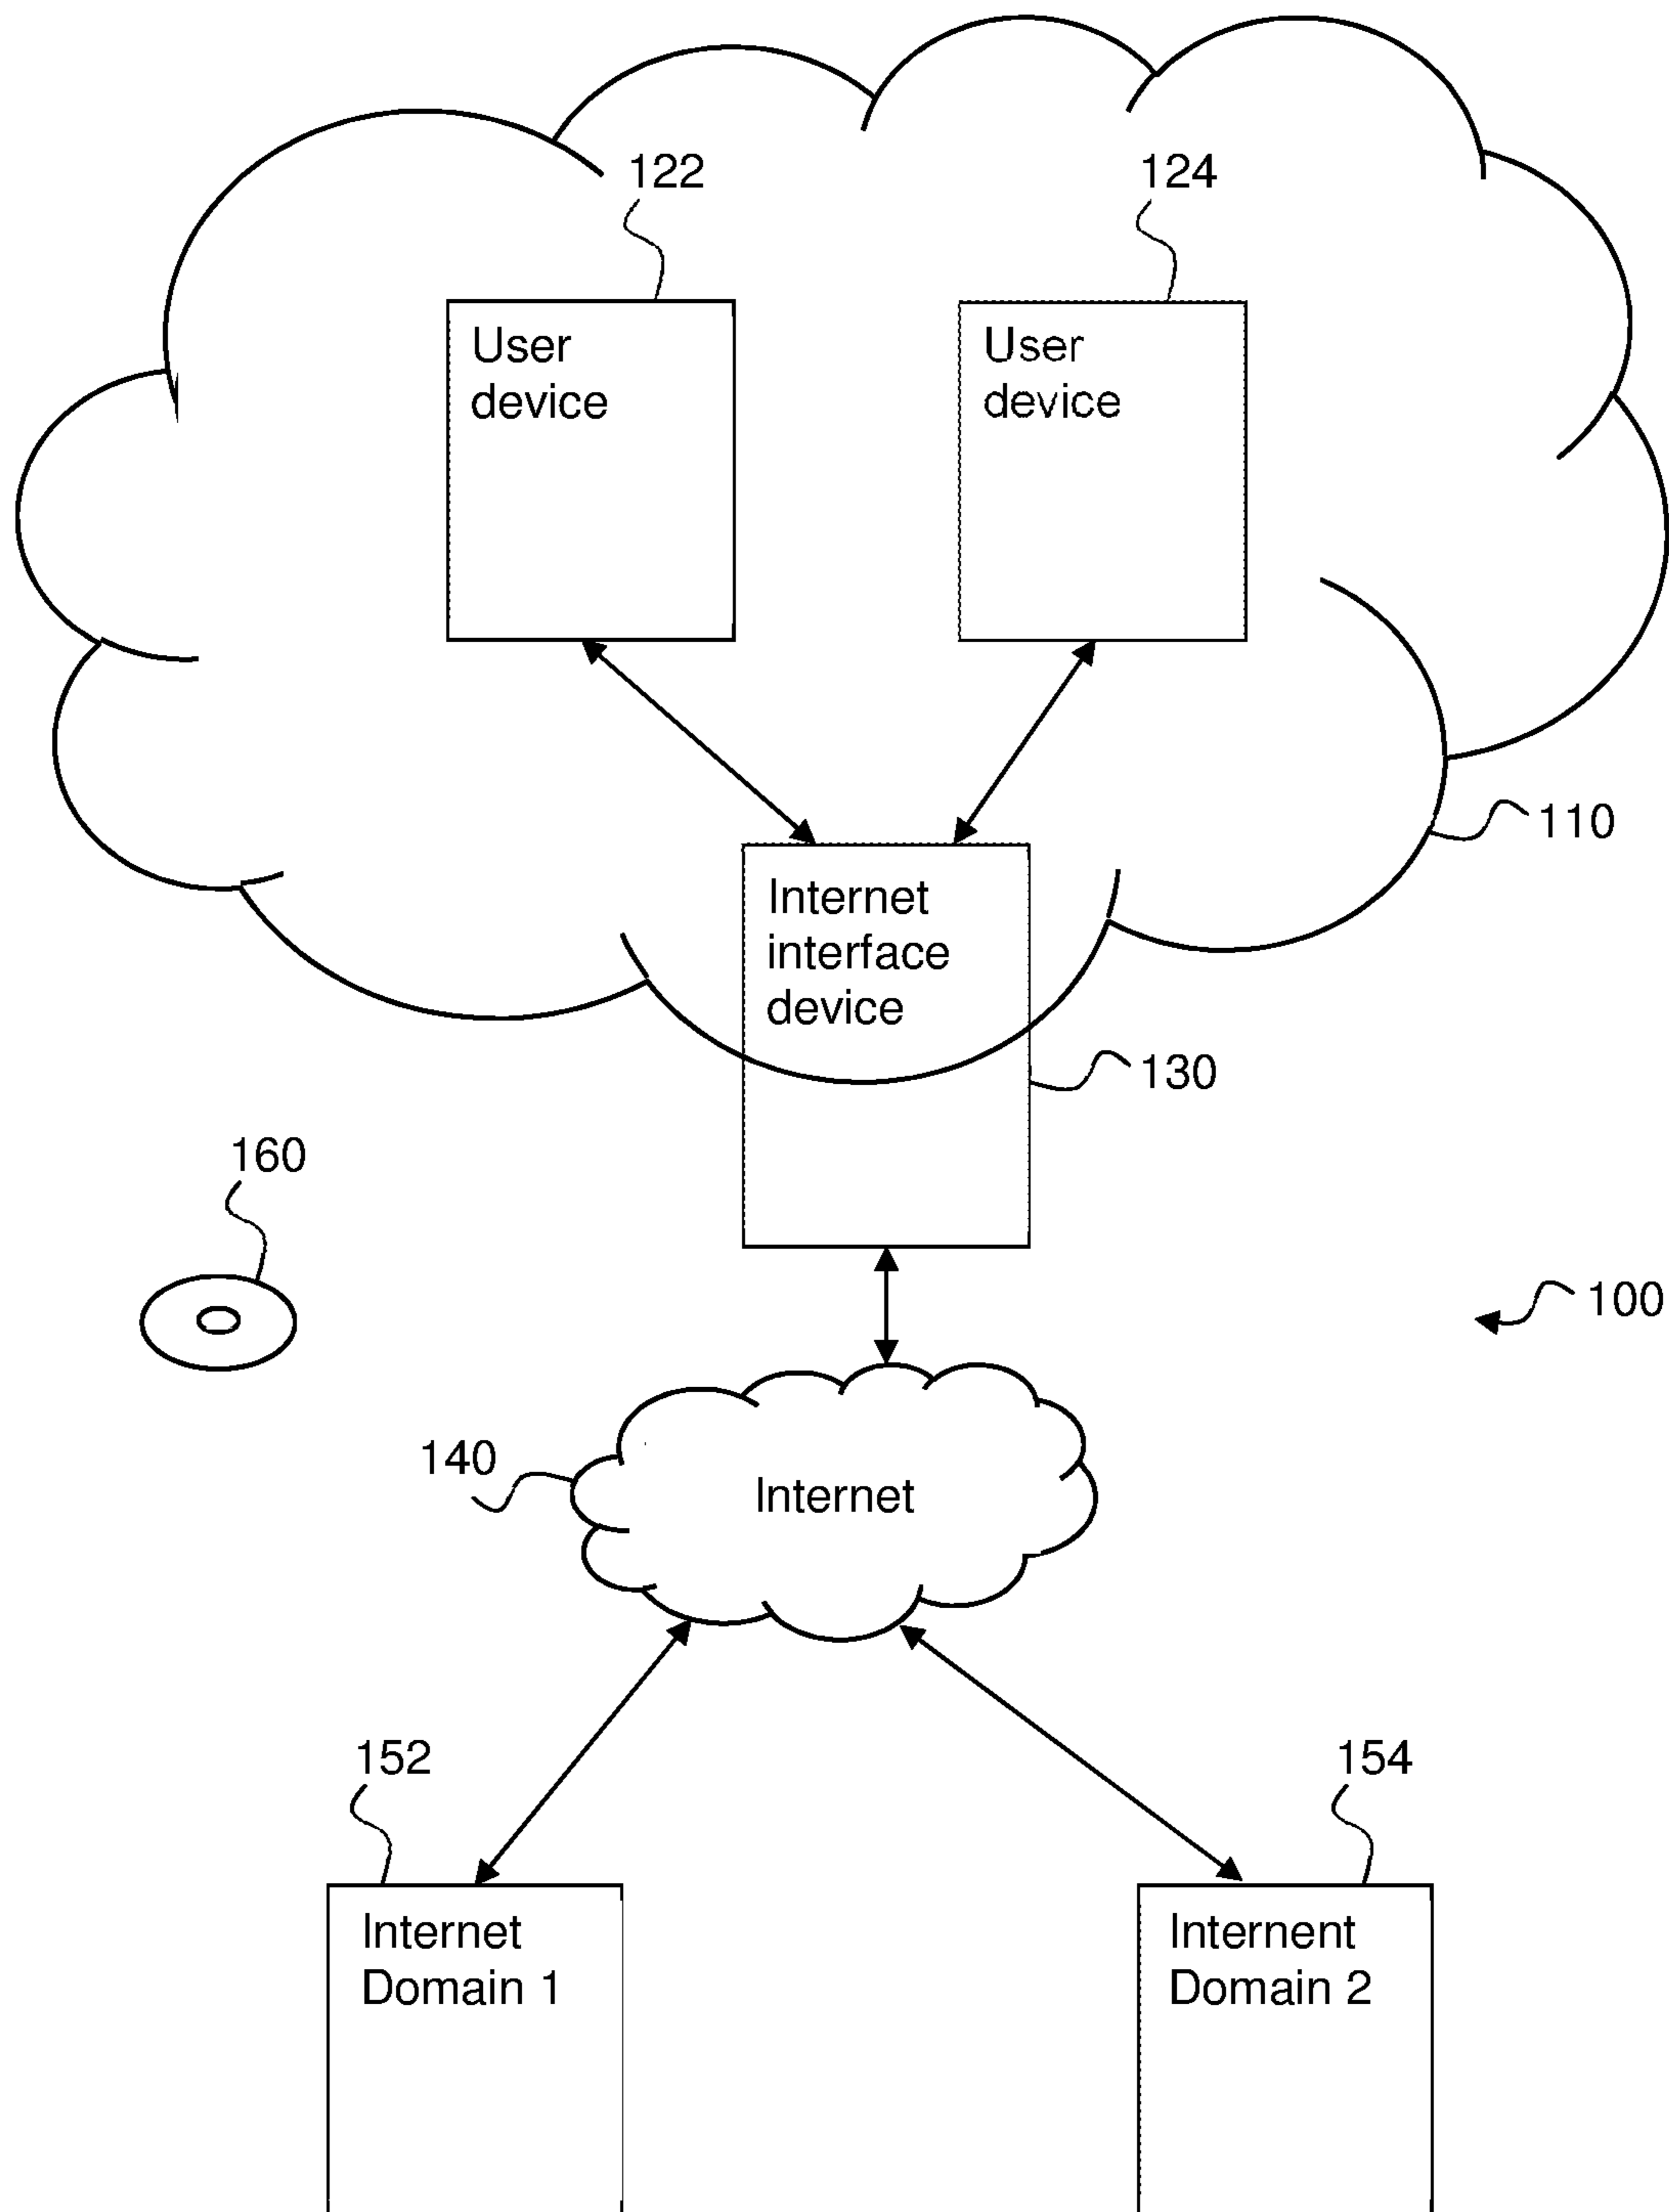 122
124
User
device
User
device
110
Internet
interface
device
130
160
100
140
Internet
152
154
Internet
Domain 1
Internent
Domain 2